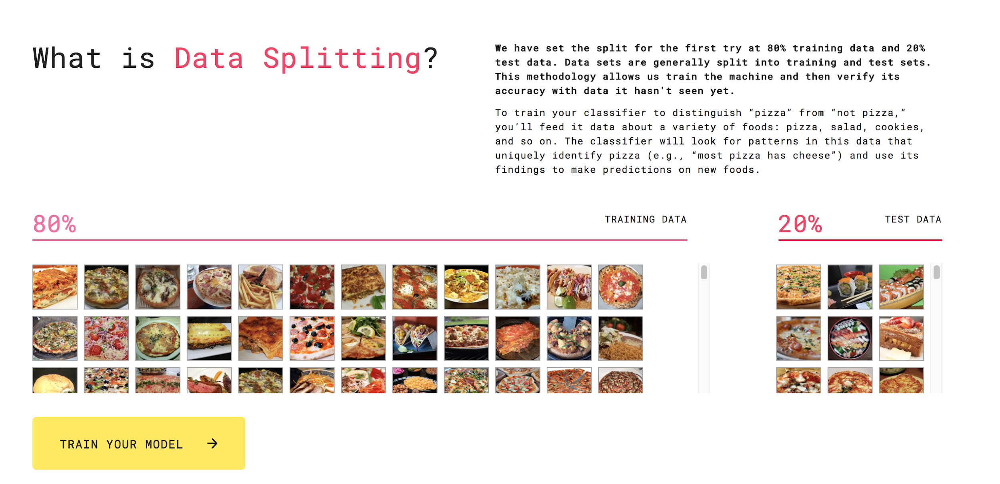 What is Data Splitting?
We have set the split for the first try at 80% training data and 20%
test data. Data sets are generally split into training and test sets.
This methodology allows us train the machine and then verify its
accuracy with data it hasn't seen yet.
To train your classifier to distinguish “pizza” from “not pizza,”
you’ll feed it data about a variety of foods: pizza, salad, cookies,
and so on. The classifier will look for patterns in this data that
uniquely identify pizza (e.g., “most pizza has cheese”) and use its
findings to make predictions on new foods.
80%
TRAINING DATA
20%
TEST DATA
TRAIN YOUR MODEL →